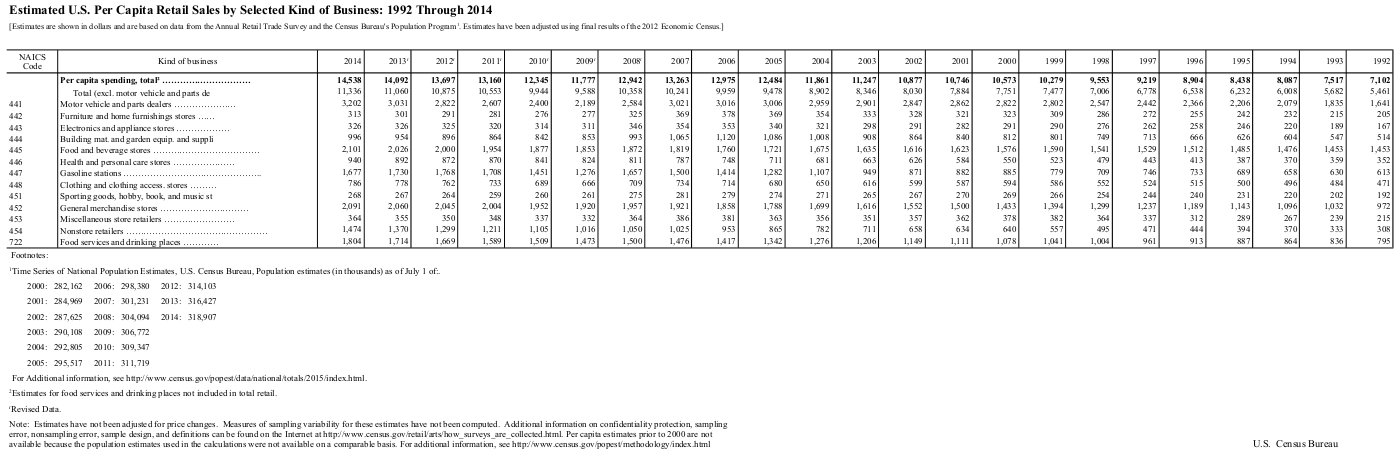 Estimated U.S. Per Capita Retail Sales by Selected Kind of Business: 1992 Through 2014
[Estimates are shown in dollars and are based on data from the Annual Retail Trade Survey and the Census Bureau's Population Program¹. Estimates have been adjusted using final results of the 2012 Economic Census.]
NAICS Code Kind of business 2014 2013ʳ 2012ʳ 2011ʳ 2010ʳ 2009ʳ 2008ʳ 2007 2006 2005 2004 2003 2002 2001 2000 1999 1998 1997 1996 1995 1994 1993 1992
Per capita spending, total² ………………………… 14,538 14,092 13,697 13,160 12,345 11,777 12,942 13,263 12,975 12,484 11,861 11,247 10,877 10,746 10,573 10,279 9,553 9,219 8,904 8,438 8,087 7,517 7,102
Total (excl. motor vehicle and parts de 11,336 11,060 10,875 10,553 9,944 9,588 10,358 10,241 9,959 9,478 8,902 8,346 8,030 7,884 7,751 7,477 7,006 6,778 6,538 6,232 6,008 5,682 5,461
441 Motor vehicle and parts dealers ………………… 3,202 3,031 2,822 2,607 2,400 2,189 2,584 3,021 3,016 3,006 2,959 2,901 2,847 2,862 2,822 2,802 2,547 2,442 2,366 2,206 2,079 1,835 1,641
442 Furniture and home furnishings stores …… 313 301 291 281 276 277 325 369 378 369 354 333 328 321 323 309 286 272 255 242 232 215 205
443 Electronics and appliance stores ……………… 326 326 325 320 314 311 346 354 353 340 321 298 291 282 291 290 276 262 258 246 220 189 167
444 Building mat. and garden equip. and suppli 996 954 896 864 842 853 993 1,065 1,120 1,086 1,008 908 864 840 832 801 749 713 666 626 604 547 514
445 Food and beverage stores ……………………………… 2,101 2,026 2,000 1,954 1,877 1,853 1,872 1,819 1,760 1,721 1,675 1,635 1,616 1,623 1,576 1,590 1,541 1,529 1,512 1,485 1,476 1,453 1,453
446 Health and personal care stores ………………… 940 892 872 870 841 824 811 787 748 711 681 663 626 584 550 523 479 443 413 387 370 359 352
447 Gasoline stations ………………………………………. 1,677 1,730 1,768 1,708 1,451 1,276 1,657 1,500 1,414 1,282 1,107 949 871 882 885 779 709 746 733 689 658 630 613
448 Clothing and clothing access. stores ……… 786 778 762 733 689 666 709 734 714 680 650 616 599 587 594 586 552 524 515 500 496 484 471
451 Sporting goods, hobby, book, and music st 268 267 264 259 260 261 275 281 279 274 271 265 267 270 269 266 254 244 240 231 220 202 192
452 General merchandise stores ………………………… 2,091 2,060 2,045 2,004 1,952 1,920 1,957 1,921 1,858 1,788 1,699 1,616 1,552 1,500 1,433 1,394 1,299 1,237 1,189 1,143 1,096 1,032 972
453 Miscellaneous store retailers …………………… 364 355 350 348 337 332 364 386 381 363 356 351 357 362 378 382 364 337 312 289 267 239 215
454 Nonstore retailers ………………………………………… 1,474 1,370 1,299 1,211 1,105 1,016 1,050 1,025 953 865 782 711 658 634 640 557 495 471 444 394 370 333 308
722 Food services and drinking places ………… 1,804 1,714 1,669 1,589 1,509 1,473 1,500 1,476 1,417 1,342 1,276 1,206 1,149 1,111 1,078 1,041 1,004 961 913 887 864 836 795
Footnotes:
¹Time Series of National Population Estimates, U.S. Census Bureau, Population estimates (in thousands) as of July 1 of:.
2000: 282,162 2006: 298,380 2012: 314,103
2001: 284,969 2007: 301,231 2013: 316,427
2002: 287,625 2008: 304,094 2014: 318,907
2003: 290,108 2009: 306,772
2004: 292,805 2010: 309,347
2005: 295,517 2011: 311,719
For Additional information, see http://www.census.gov/popest/data/national/totals/2015/index.html.
²Estimates for food services and drinking places not included in total retail.
ʳRevised Data.
Note: Estimates have not been adjusted for price changes. Measures of sampling variability for these estimates have not been computed. Additional information on confidentiality protection, sampling
error, nonsampling error, sample design, and definitions can be found on the Internet at http://www.census.gov/retail/arts/how_surveys_are_collected.html. Per capita estimates prior to 2000 are not
available because the population estimates used in the calculations were not available on a comparable basis. For additional information, see http://www.census.gov/popest/methodology/index.html
U.S. Census Bureau